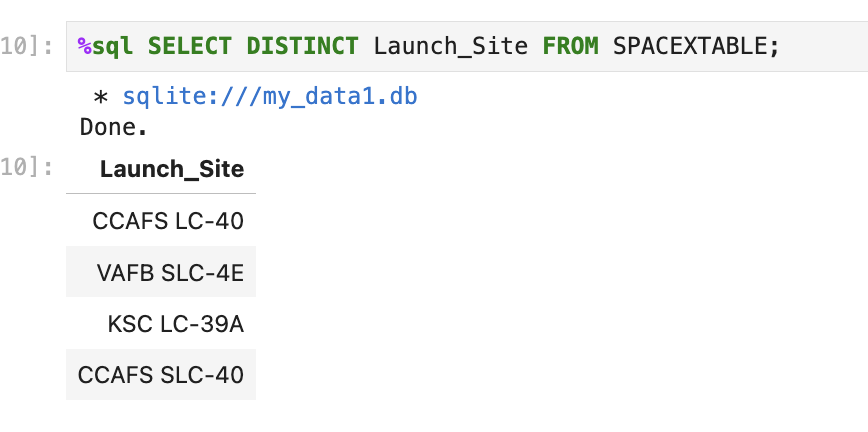 10]: %sql SELECT DISTINCT Launch_Site FROM SPACEXTABLE;
* sqlite:///my_data1.db
Done.
10]: Launch_Site
CCAFS LC-40
VAFB SLC-4E
KSC LC-39A
CCAFS SLC-40